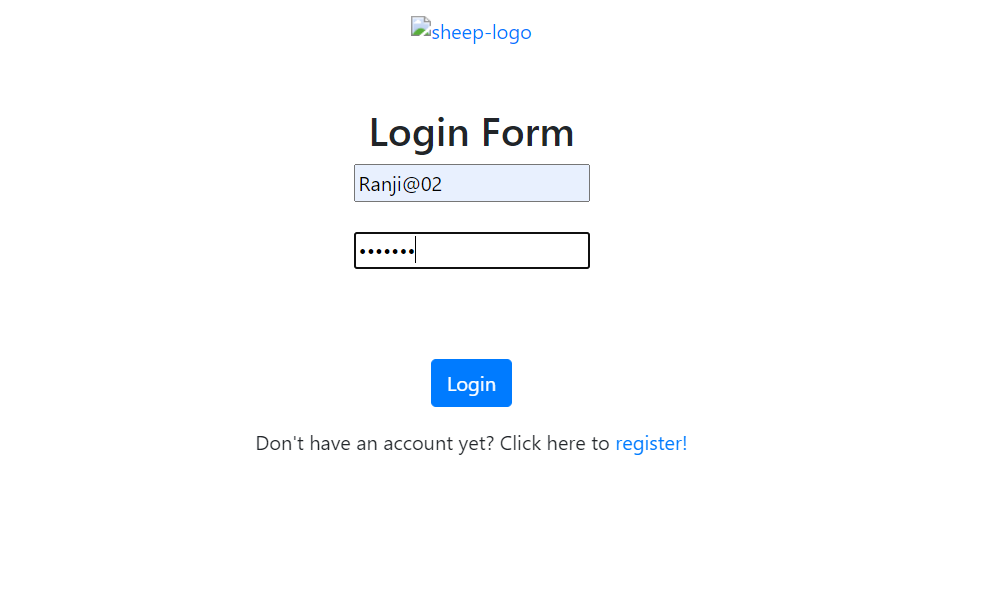 sheep-logo
Login Form
Ranji@02
•••••••
Login
Don't have an account yet? Click here to register!